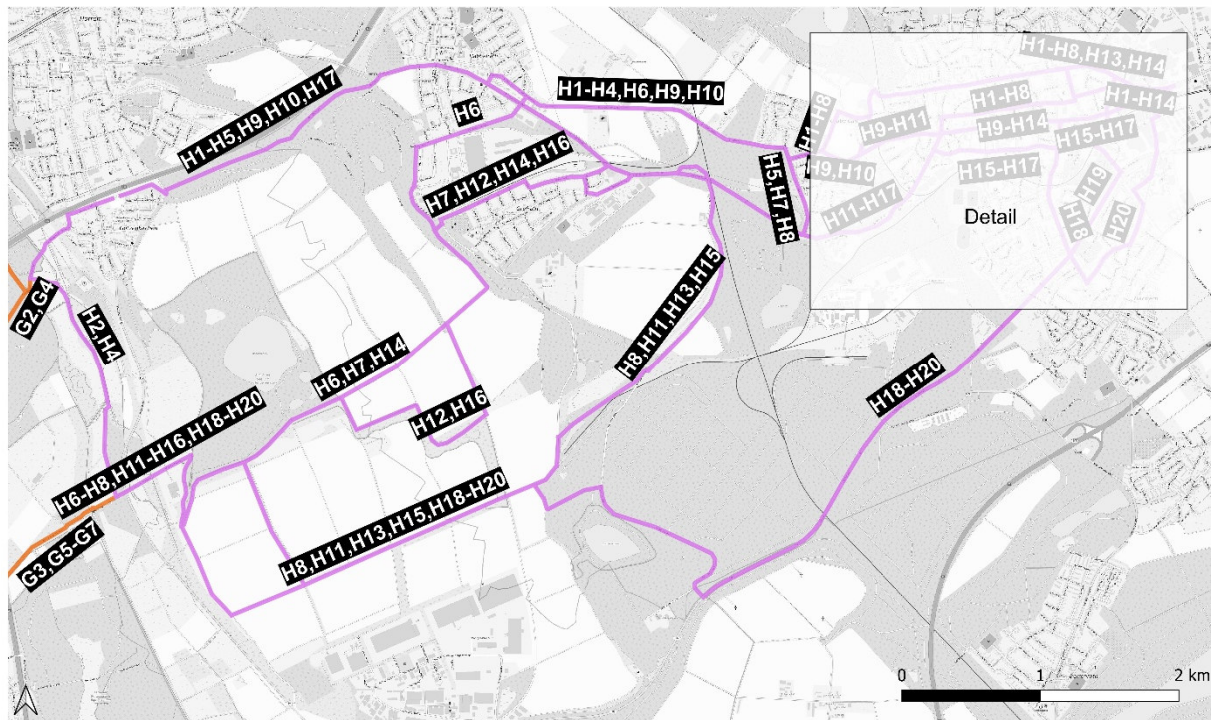 H1-H5,H9,H10,H17
H6
H1-H4,H6,H9,H10
H7,H12,H14,H16
H5,H7,H8
H1-H8
H1-H8,H13,H14
H1-H8
H1-H14
H9-H11
H9-H14
H15-H17
H9,H10
H15-H17
H11-H17
H19
H18
H20
Detail
G2,G4
H2,H4
H6,H7,H14
H12,H16
H8,H11,H13,H15
H18-H20
H6-H8,H11-H16,H18-H20
G3,G5-G7
H8,H11,H13,H15,H18-H20
0 1 2 km